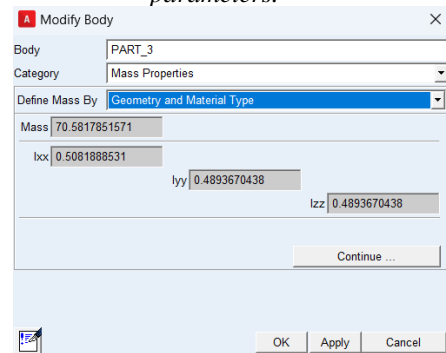 parameters.
A Modify Body
Body PART_3
Category Mass Properties
Define Mass By Geometry and Material Type
Mass 70.5817851571
Ixx 0.5081888531
Iyy 0.4893670438
Izz 0.4893670438
Continue ...
OK Apply Cancel